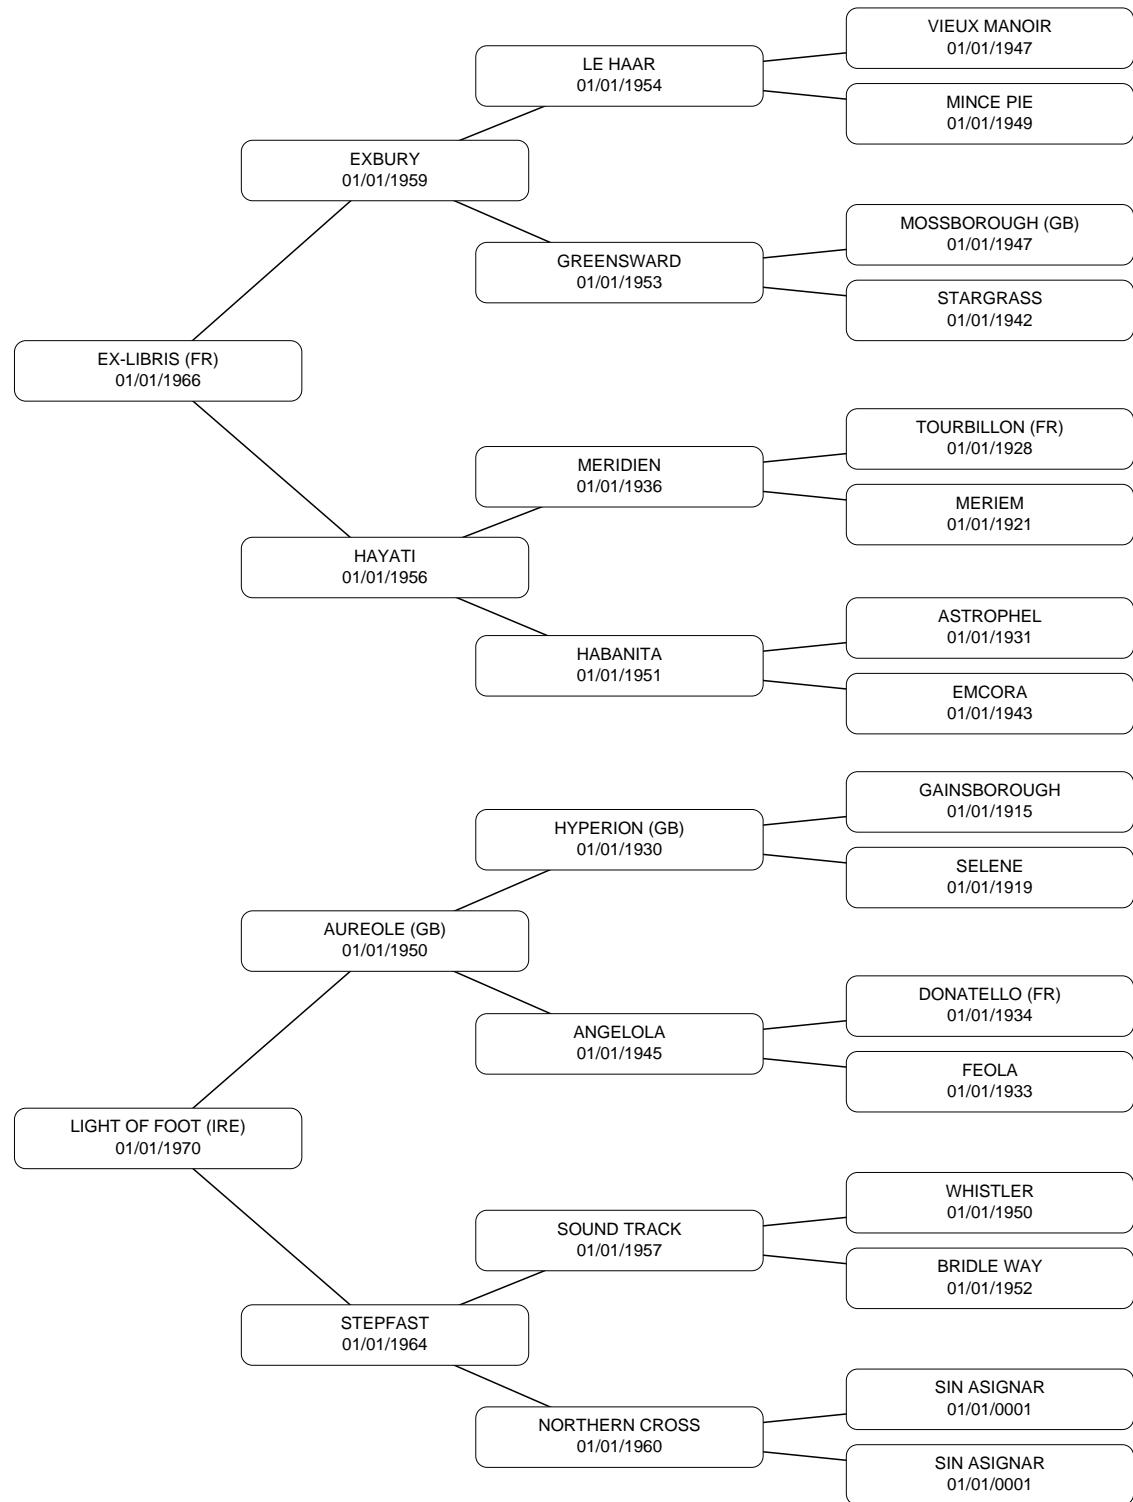 VIEUX MANOIR
01/01/1947
LE HAAR
01/01/1954
MINCE PIE
01/01/1949
EXBURY
01/01/1959
MOSSBOROUGH (GB)
01/01/1947
GREENSWARD
01/01/1953
STARGRASS
01/01/1942
EX-LIBRIS (FR)
01/01/1966
TOURBILLON (FR)
01/01/1928
MERIDIEN
01/01/1936
MERIEM
01/01/1921
HAYATI
01/01/1956
ASTROPHEL
01/01/1931
HABANITA
01/01/1951
EMCORA
01/01/1943
GAINSBOROUGH
01/01/1915
HYPERION (GB)
01/01/1930
SELENE
01/01/1919
AUREOLE (GB)
01/01/1950
DONATELLO (FR)
01/01/1934
ANGELOLA
01/01/1945
FEOLA
01/01/1933
LIGHT OF FOOT (IRE)
01/01/1970
WHISTLER
01/01/1950
SOUND TRACK
01/01/1957
BRIDLE WAY
01/01/1952
STEPFAST
01/01/1964
SIN ASIGNAR
01/01/0001
NORTHERN CROSS
01/01/1960
SIN ASIGNAR
01/01/0001